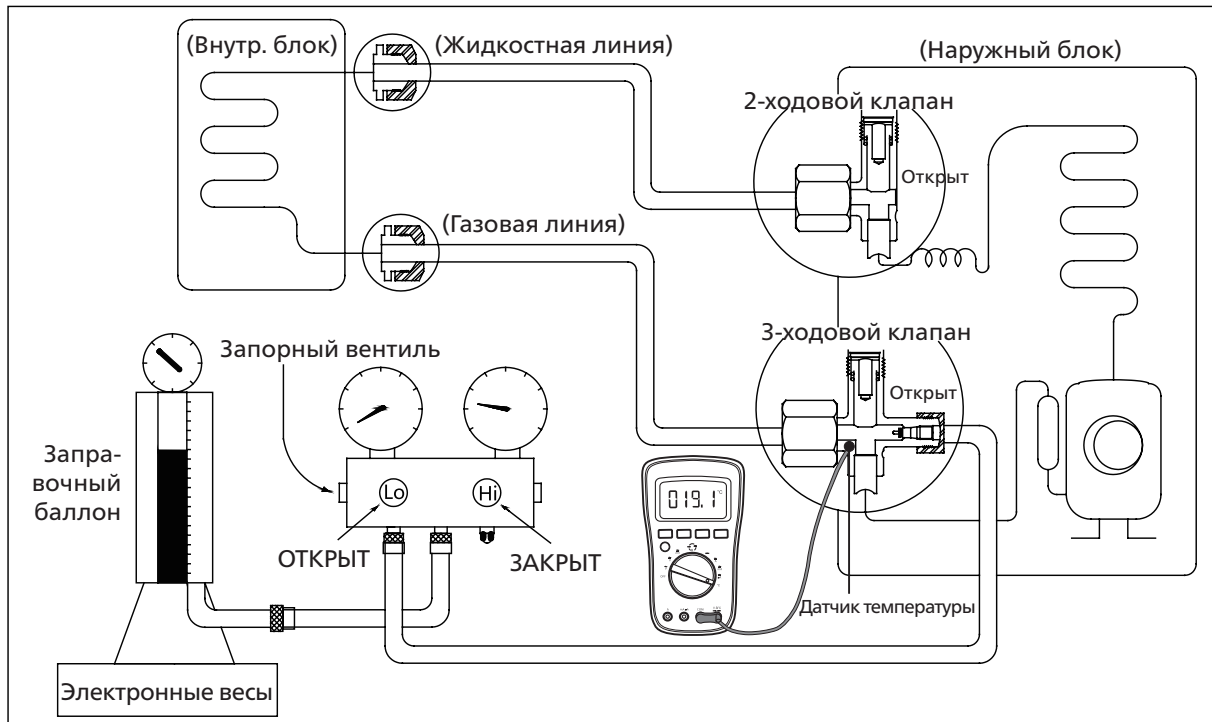 (Внутр. блок)
(Жидкостная линия)
(Наружный блок)
2-ходовой клапан
Открыт
(Газовая линия)
3-ходовой клапан
Открыт
Запорный вентиль
Запра-
вочный
баллон
Lo
Hi
ОТКРЫТ
ЗАКРЫТ
019.1 °C
Датчик температуры
Электронные весы